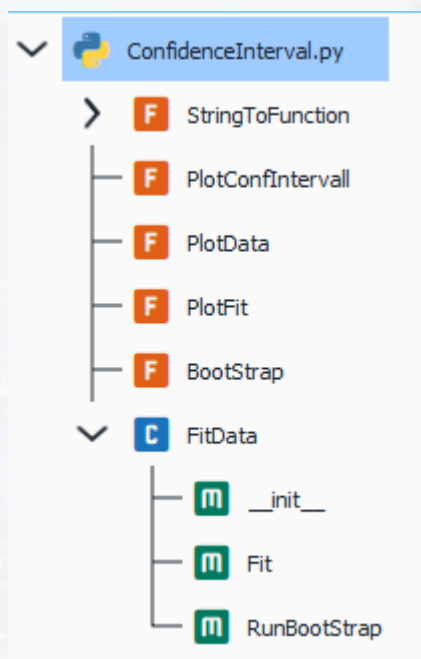 ConfidenceInterval.py
F StringToFunction
F PlotConfIntervall
F PlotData
F PlotFit
F BootStrap
C FitData
m __init__
m Fit
m RunBootStrap